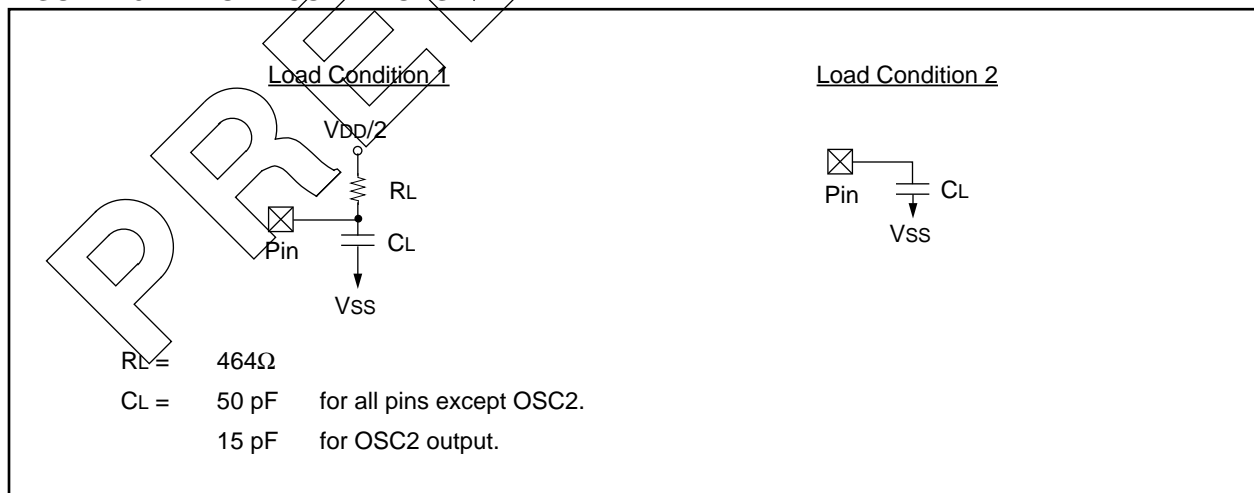 Load Condition 1
Load Condition 2
VDD/2
RL
Pin
CL
VSS
Pin
CL
VSS
RL = 464Ω
CL = 50 pF for all pins except OSC2.
15 pF for OSC2 output.